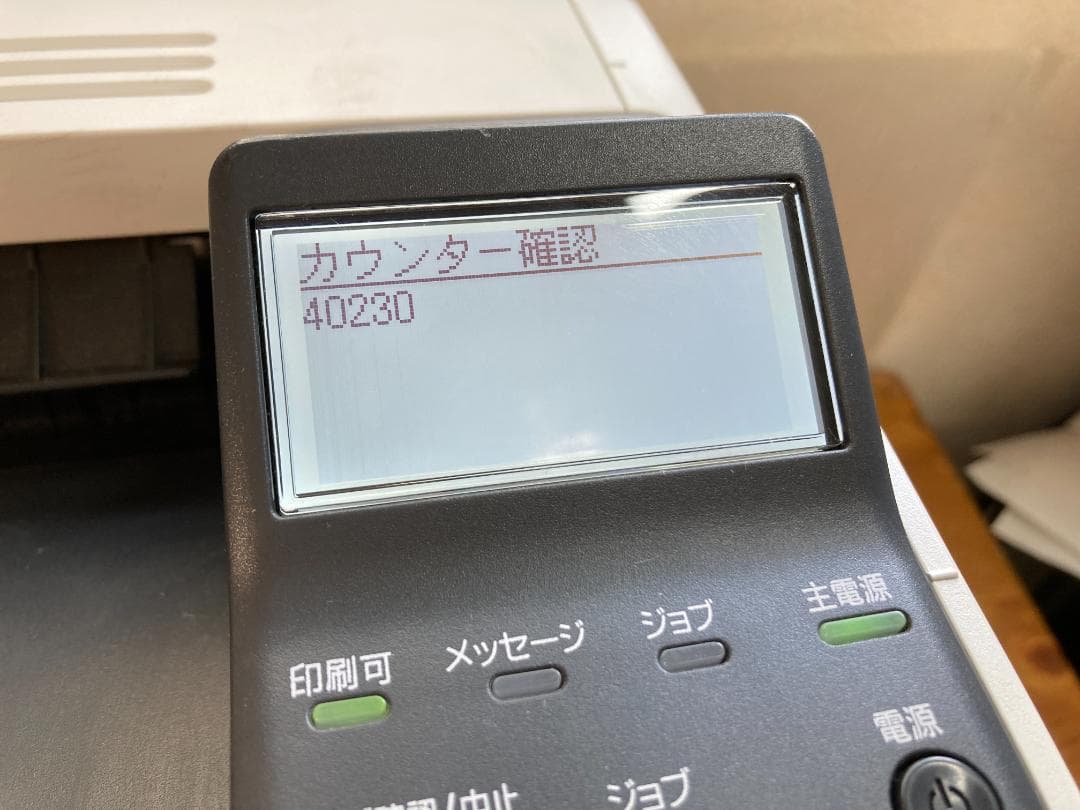 カウンター確認
40230
主電源
ジョブ
メッセージ
印刷可
電源
ジョブ